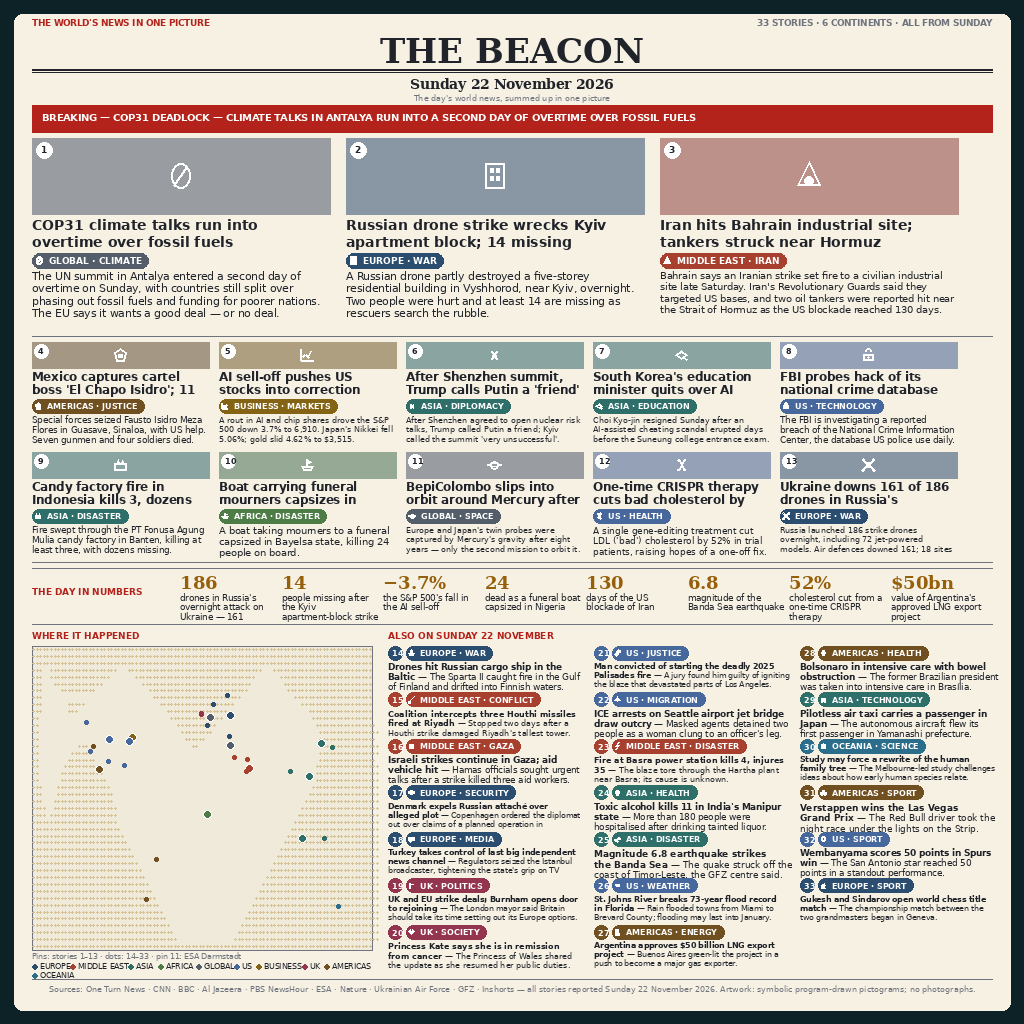 THE WORLD'S NEWS IN ONE PICTURE
33 STORIES · 6 CONTINENTS · ALL FROM SUNDAY
THE BEACON
Sunday 22 November 2026
The day's world news, summed up in one picture
BREAKING — COP31 DEADLOCK — CLIMATE TALKS IN ANTALYA RUN INTO A SECOND DAY OF OVERTIME OVER FOSSIL FUELS
1
COP31 climate talks run into
overtime over fossil fuels
GLOBAL · CLIMATE
The UN summit in Antalya entered a second day of
overtime on Sunday, with countries still split over
phasing out fossil fuels and funding for poorer nations.
The EU says it wants a good deal — or no deal.
2
Russian drone strike wrecks Kyiv
apartment block; 14 missing
EUROPE · WAR
A Russian drone partly destroyed a five-storey
residential building in Vyshhorod, near Kyiv, overnight.
Two people were hurt and at least 14 are missing as
rescuers search the rubble.
3
Iran hits Bahrain industrial site;
tankers struck near Hormuz
MIDDLE EAST · IRAN
Bahrain says an Iranian strike set fire to a civilian industrial
site late Saturday. Iran's Revolutionary Guards said they
targeted US bases, and two oil tankers were reported hit near
the Strait of Hormuz as the US blockade reached 130 days.
4
Mexico captures cartel
boss 'El Chapo Isidro'; 11
AMERICAS · JUSTICE
Special forces seized Fausto Isidro Meza
Flores in Guasave, Sinaloa, with US help.
Seven gunmen and four soldiers died.
5
AI sell-off pushes US
stocks into correction
BUSINESS · MARKETS
A rout in AI and chip shares drove the S&P
500 down 3.7% to 6,910. Japan's Nikkei fell
5.06%; gold slid 4.62% to $3,515.
6
After Shenzhen summit,
Trump calls Putin a 'friend'
ASIA · DIPLOMACY
After Shenzhen agreed to open nuclear risk
talks, Trump called Putin a friend; Kyiv
called the summit 'very unsuccessful'.
7
South Korea's education
minister quits over AI
ASIA · EDUCATION
Choi Kyo-jin resigned Sunday after an
AI-assisted cheating scandal erupted days
before the Suneung college entrance exam.
8
FBI probes hack of its
national crime database
US · TECHNOLOGY
The FBI is investigating a reported
breach of the National Crime Information
Center, the database US police use daily.
9
Candy factory fire in
Indonesia kills 3, dozens
ASIA · DISASTER
Fire swept through the PT Fonusa Agung
Mulia candy factory in Banten, killing at
least three, with dozens missing.
10
Boat carrying funeral
mourners capsizes in
AFRICA · DISASTER
A boat taking mourners to a funeral
capsized in Bayelsa state, killing 24
people on board.
11
BepiColombo slips into
orbit around Mercury after
GLOBAL · SPACE
Europe and Japan's twin probes were
captured by Mercury's gravity after eight
years — only the second mission to orbit it.
12
One-time CRISPR therapy
cuts bad cholesterol by
US · HEALTH
A single gene-editing treatment cut
LDL ('bad') cholesterol by 52% in trial
patients, raising hopes of a one-off fix.
13
Ukraine downs 161 of 186
drones in Russia's
EUROPE · WAR
Russia launched 186 strike drones
overnight, including 72 jet-powered
models. Air defences downed 161; 18 sites
THE DAY IN NUMBERS
186
drones in Russia's
overnight attack on
Ukraine — 161
14
people missing after
the Kyiv
apartment-block strike
−3.7%
the S&P 500's fall in
the AI sell-off
24
dead as a funeral boat
capsized in Nigeria
130
days of the US
blockade of Iran
6.8
magnitude of the
Banda Sea earthquake
52%
cholesterol cut from a
one-time CRISPR
therapy
$50bn
value of Argentina's
approved LNG export
project
WHERE IT HAPPENED
Pins: stories 1–13 · dots: 14–33 · pin 11: ESA Darmstadt
EUROPE MIDDLE EAST ASIA AFRICA GLOBAL US BUSINESS UK AMERICAS
OCEANIA
ALSO ON SUNDAY 22 NOVEMBER
14 EUROPE · WAR
Drones hit Russian cargo ship in the
Baltic — The Sparta II caught fire in the Gulf
of Finland and drifted into Finnish waters.
15 MIDDLE EAST · CONFLICT
Coalition intercepts three Houthi missiles
fired at Riyadh — Stopped two days after a
Houthi strike damaged Riyadh's tallest tower.
16 MIDDLE EAST · GAZA
Israeli strikes continue in Gaza; aid
vehicle hit — Hamas officials sought urgent
talks after a strike killed three aid workers.
17 EUROPE · SECURITY
Denmark expels Russian attaché over
alleged plot — Copenhagen ordered the diplomat
out over claims of a planned operation in
18 EUROPE · MEDIA
Turkey takes control of last big independent
news channel — Regulators seized the Istanbul
broadcaster, tightening the state's grip on TV
19 UK · POLITICS
UK and EU strike deals; Burnham opens door
to rejoining — The London mayor said Britain
should take its time setting out its Europe options.
20 UK · SOCIETY
Princess Kate says she is in remission
from cancer — The Princess of Wales shared
the update as she resumed her public duties.
21 US · JUSTICE
Man convicted of starting the deadly 2025
Palisades fire — A jury found him guilty of igniting
the blaze that devastated parts of Los Angeles.
22 US · MIGRATION
ICE arrests on Seattle airport jet bridge
draw outcry — Masked agents detained two
people as a woman clung to an officer's leg.
23 MIDDLE EAST · DISASTER
Fire at Basra power station kills 4, injures
35 — The blaze tore through the Hartha plant
near Basra; its cause is unknown.
24 ASIA · HEALTH
Toxic alcohol kills 11 in India's Manipur
state — More than 180 people were
hospitalised after drinking tainted liquor.
25 ASIA · DISASTER
Magnitude 6.8 earthquake strikes
the Banda Sea — The quake struck off the
coast of Timor-Leste, the GFZ centre said.
26 US · WEATHER
St. Johns River breaks 73-year flood record
in Florida — Rain flooded towns from Miami to
Brevard County; flooding may last into January.
27 AMERICAS · ENERGY
Argentina approves $50 billion LNG export
project — Buenos Aires green-lit the project in a
push to become a major gas exporter.
28 AMERICAS · HEALTH
Bolsonaro in intensive care with bowel
obstruction — The former Brazilian president
was taken into intensive care in Brasília.
29 ASIA · TECHNOLOGY
Pilotless air taxi carries a passenger in
Japan — The autonomous aircraft flew its
first passenger in Yamanashi prefecture.
30 OCEANIA · SCIENCE
Study may force a rewrite of the human
family tree — The Melbourne-led study challenges
ideas about how early human species relate.
31 AMERICAS · SPORT
Verstappen wins the Las Vegas
Grand Prix — The Red Bull driver took the
night race under the lights on the Strip.
32 US · SPORT
Wembanyama scores 50 points in Spurs
win — The San Antonio star reached 50
points in a standout performance.
33 EUROPE · SPORT
Gukesh and Sindarov open world chess title
match — The championship match between the
two grandmasters began in Geneva.
Sources: One Turn News · CNN · BBC · Al Jazeera · PBS NewsHour · ESA · Nature · Ukrainian Air Force · GFZ · Inshorts — all stories reported Sunday 22 November 2026. Artwork: symbolic program-drawn pictograms; no photographs.